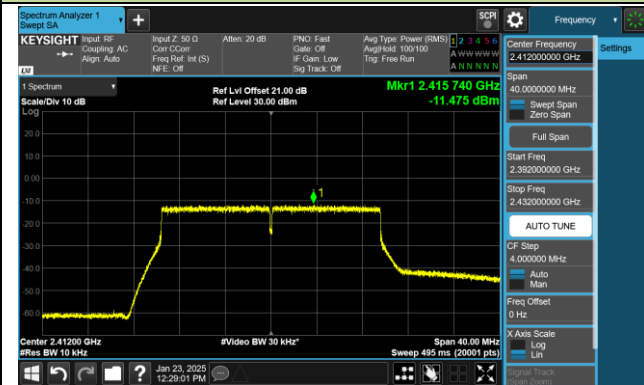 Spectrum Analyzer 1
Swept SA
SCPI
Frequency
KEYSIGHT
Input: RF
Coupling: AC
Align: Auto
Input Z: 50 Ω
Corr CCorr
Freq Ref: Int (S)
NFE: Off
Atten: 20 dB
PNO: Fast
Gate: Off
IF Gain: Low
Sig Track: Off
Avg Type: Power (RMS)
Avg|Hold: 100/100
Trig: Free Run
1 2 3 4 5 6
A W W W W W
A N N N N N
LXI
1 Spectrum
Scale/Div 10 dB
Log
Ref Lvl Offset 21.00 dB
Ref Level 30.00 dBm
Mkr1 2.415 740 GHz
-11.475 dBm
20.0
10.0
0.00
-10.0
-20.0
-30.0
-40.0
-50.0
-60.0
1
Center 2.41200 GHz
#Res BW 10 kHz
#Video BW 30 kHz*
Span 40.00 MHz
Sweep 495 ms (20001 pts)
Center Frequency
2.412000000 GHz
Span
40.0000000 MHz
Swept Span
Zero Span
Full Span
Start Freq
2.392000000 GHz
Stop Freq
2.432000000 GHz
AUTO TUNE
CF Step
4.000000 MHz
Auto
Man
Freq Offset
0 Hz
X Axis Scale
Log
Lin
Signal Track
(Span Zoom)
Settings
Jan 23, 2025
12:29:01 PM